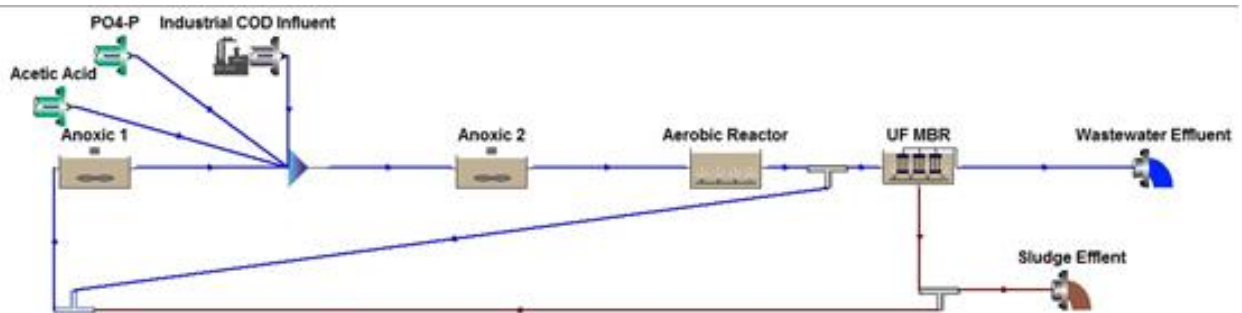 PO4-P
Industrial COD Influent
Acetic Acid
Anoxic 1
Anoxic 2
Aerobic Reactor
UF MBR
Wastewater Effluent
Sludge Efflent